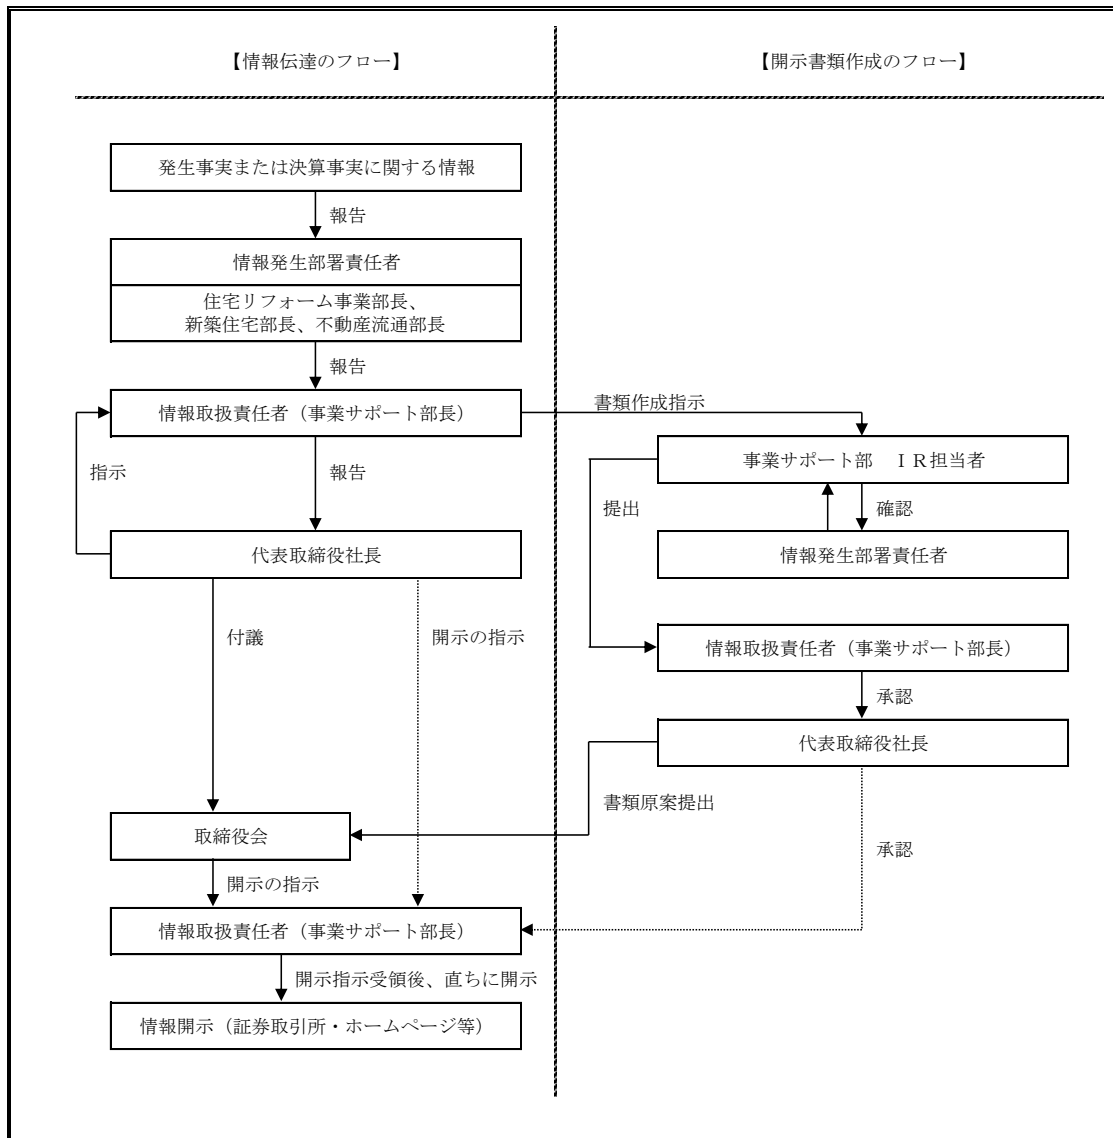 【情報伝達のフロー】
【開示書類作成のフロー】
発生事実または決算事実に関する情報
報告
情報発生部署責任者
住宅リフォーム事業部長、
新築住宅部長、不動産流通部長
報告
情報取扱責任者（事業サポート部長）
書類作成指示
指示
報告
事業サポート部　ＩＲ担当者
提出
確認
代表取締役社長
情報発生部署責任者
付議
開示の指示
情報取扱責任者（事業サポート部長）
承認
代表取締役社長
書類原案提出
取締役会
承認
開示の指示
情報取扱責任者（事業サポート部長）
開示指示受領後、直ちに開示
情報開示（証券取引所・ホームページ等）